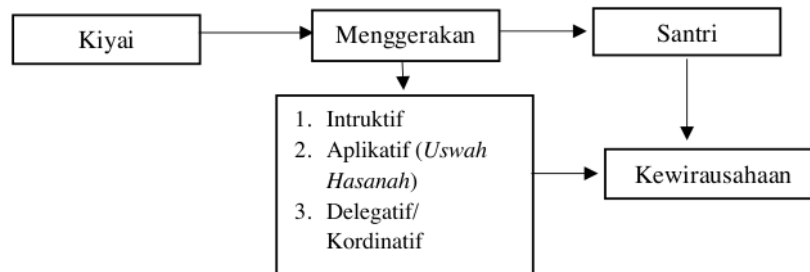 Kiyai
Menggerakan
Santri
1. Intruktif
2. Aplikatif (Uswah
Hasanah)
3. Delegatif/
Kordinatif
Kewirausahaan